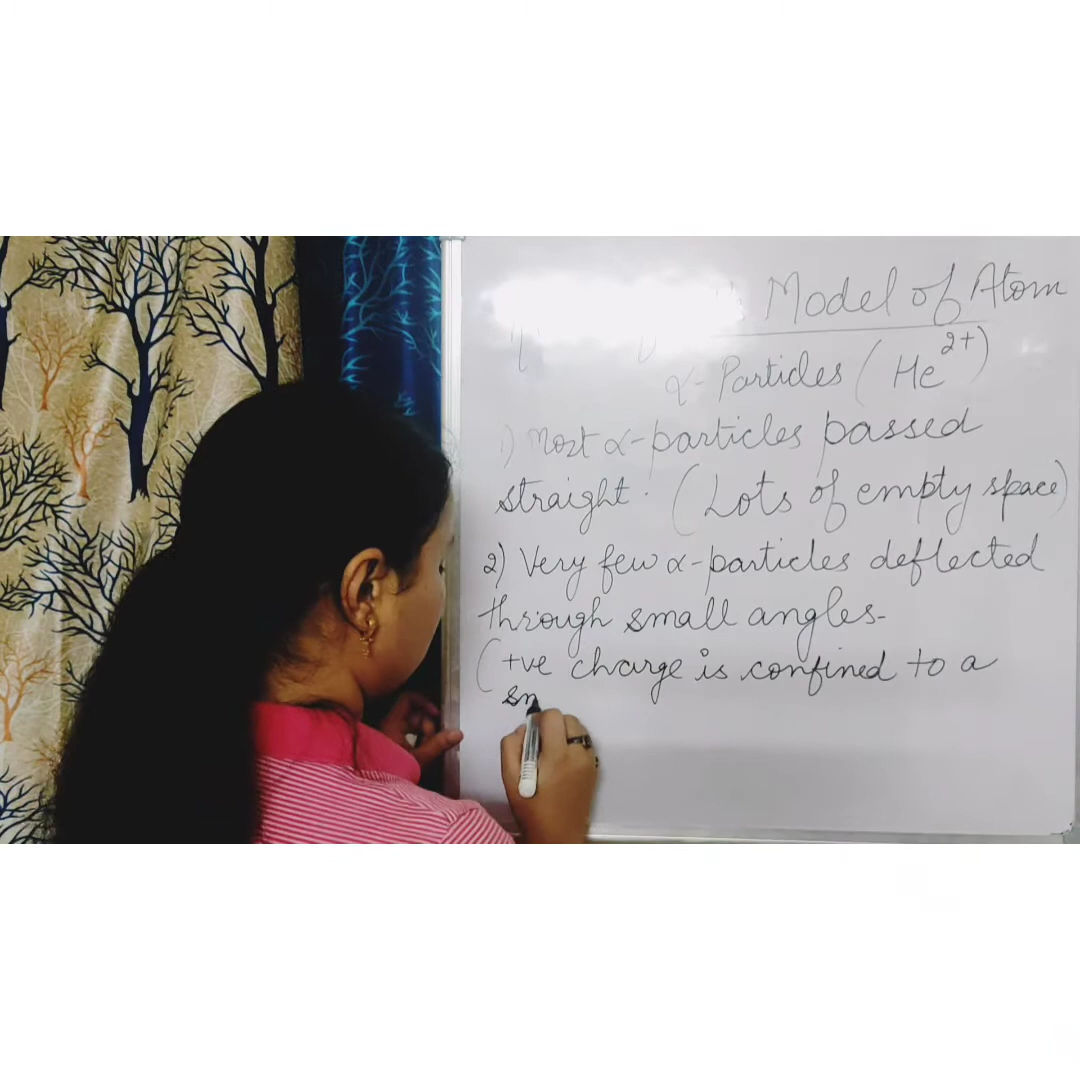 Model of Atom
α-Particles (He²⁺)
1) Most α-particles passed
straight. (Lots of empty space)
2) Very few α-particles deflected
through small angles-
(+ve charge is confined to a
sm